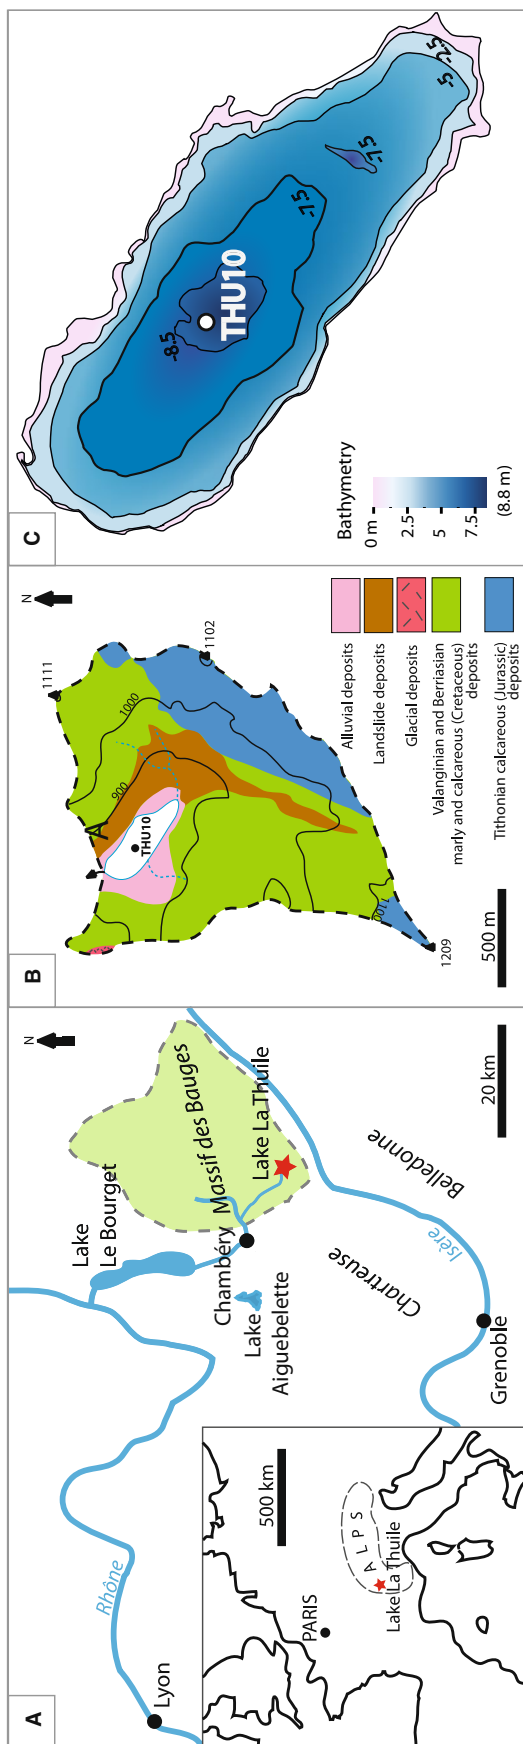 A
Lyon
Rhône
Lake
Le Bourget
Chambéry
Massif des Bauges
Lake La Thuile
Lake
Aiguebelette
Chartreuse
Belledonne
Isère
Grenoble
N
20 km
500 km
PARIS
ALPS
Lake La Thuile
B
N
1111
1102
1000
900
A
THU10
1100
1209
500 m
Alluvial deposits
Landslide deposits
Glacial deposits
Valanginian and Berriasian
marly and calcareous (Cretaceous)
deposits
Tithonian calcareous (Jurassic)
deposits
C
-8.5
THU10
-7.5
-7.5
-5
-2.5
Bathymetry
0 m
2.5
5
7.5
(8.8 m)